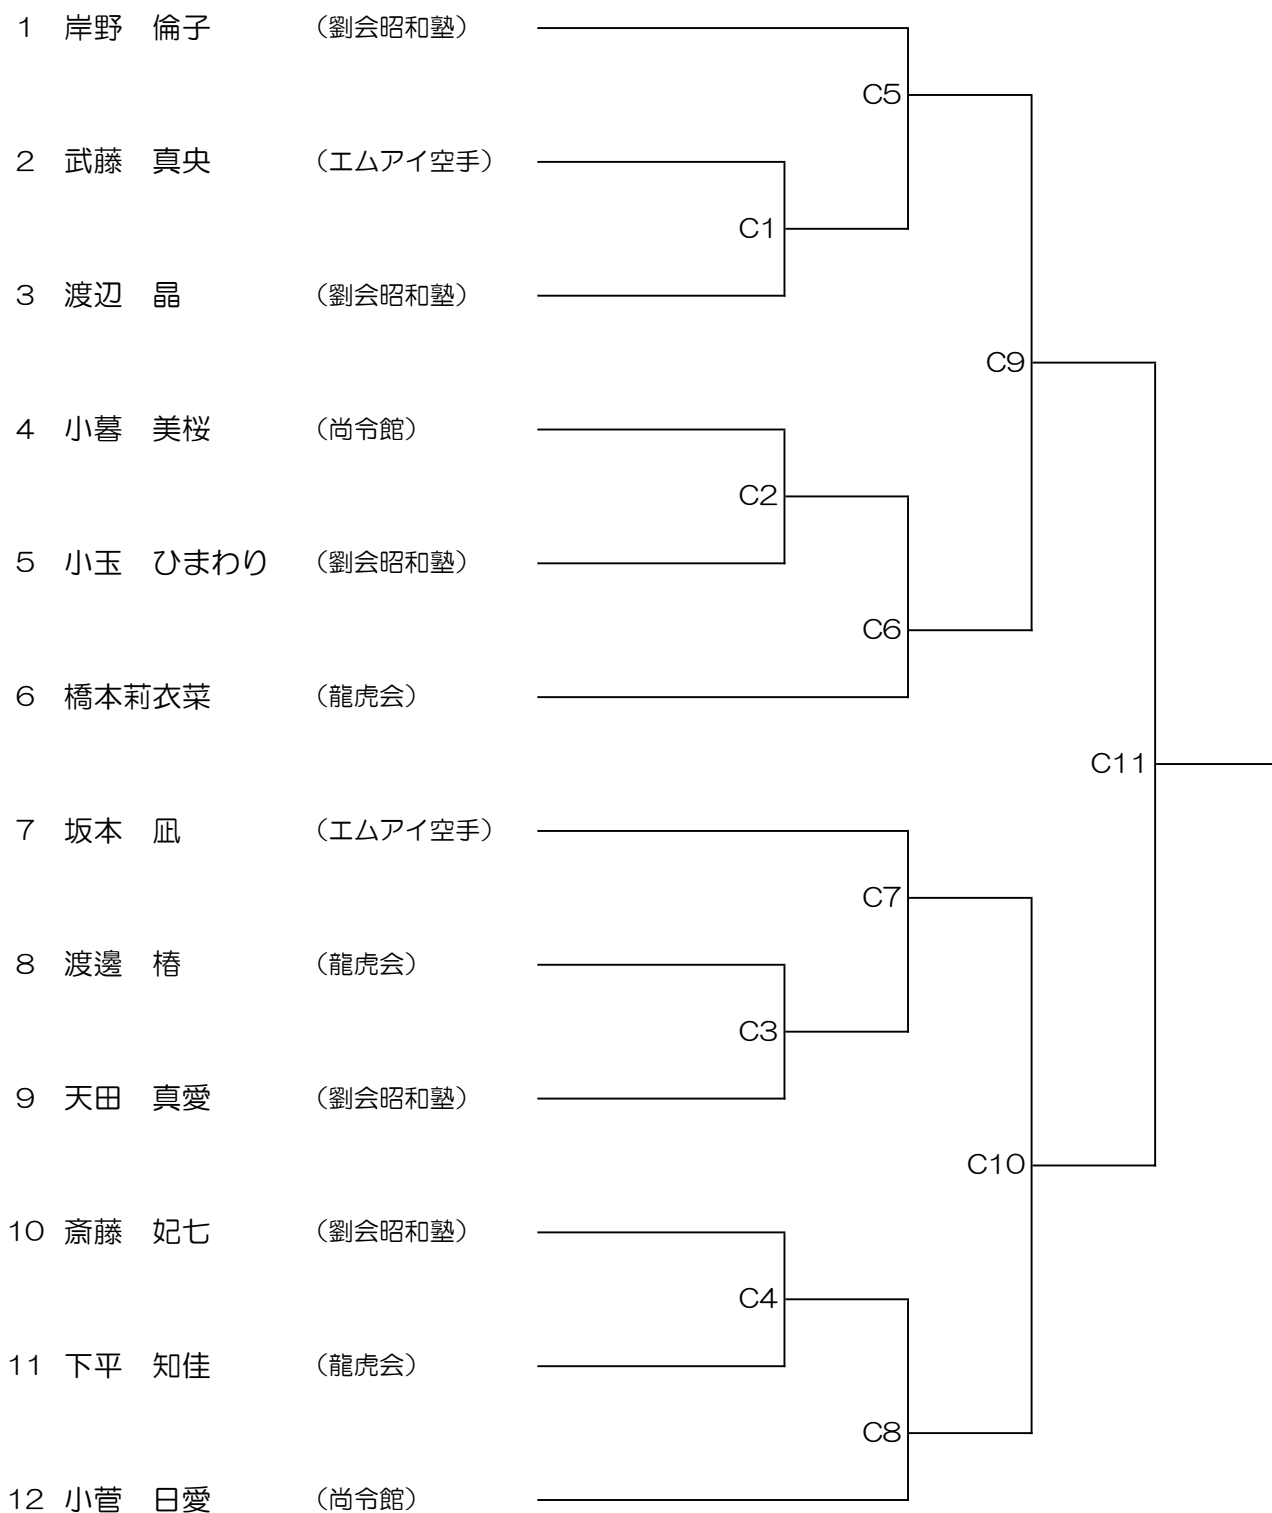 1 岸野　倫子 （劉会昭和塾）
C5
2 武藤　真央 （エムアイ空手）
C1
3 渡辺　晶 （劉会昭和塾）
C9
4 小暮　美桜 （尚令館）
C2
5 小玉　ひまわり （劉会昭和塾）
C6
6 橋本莉衣菜 （龍虎会）
C11
7 坂本　凪 （エムアイ空手）
C7
8 渡邊　椿 （龍虎会）
C3
9 天田　真愛 （劉会昭和塾）
C10
10 斎藤　妃七 （劉会昭和塾）
C4
11 下平　知佳 （龍虎会）
C8
12 小菅　日愛 （尚令館）